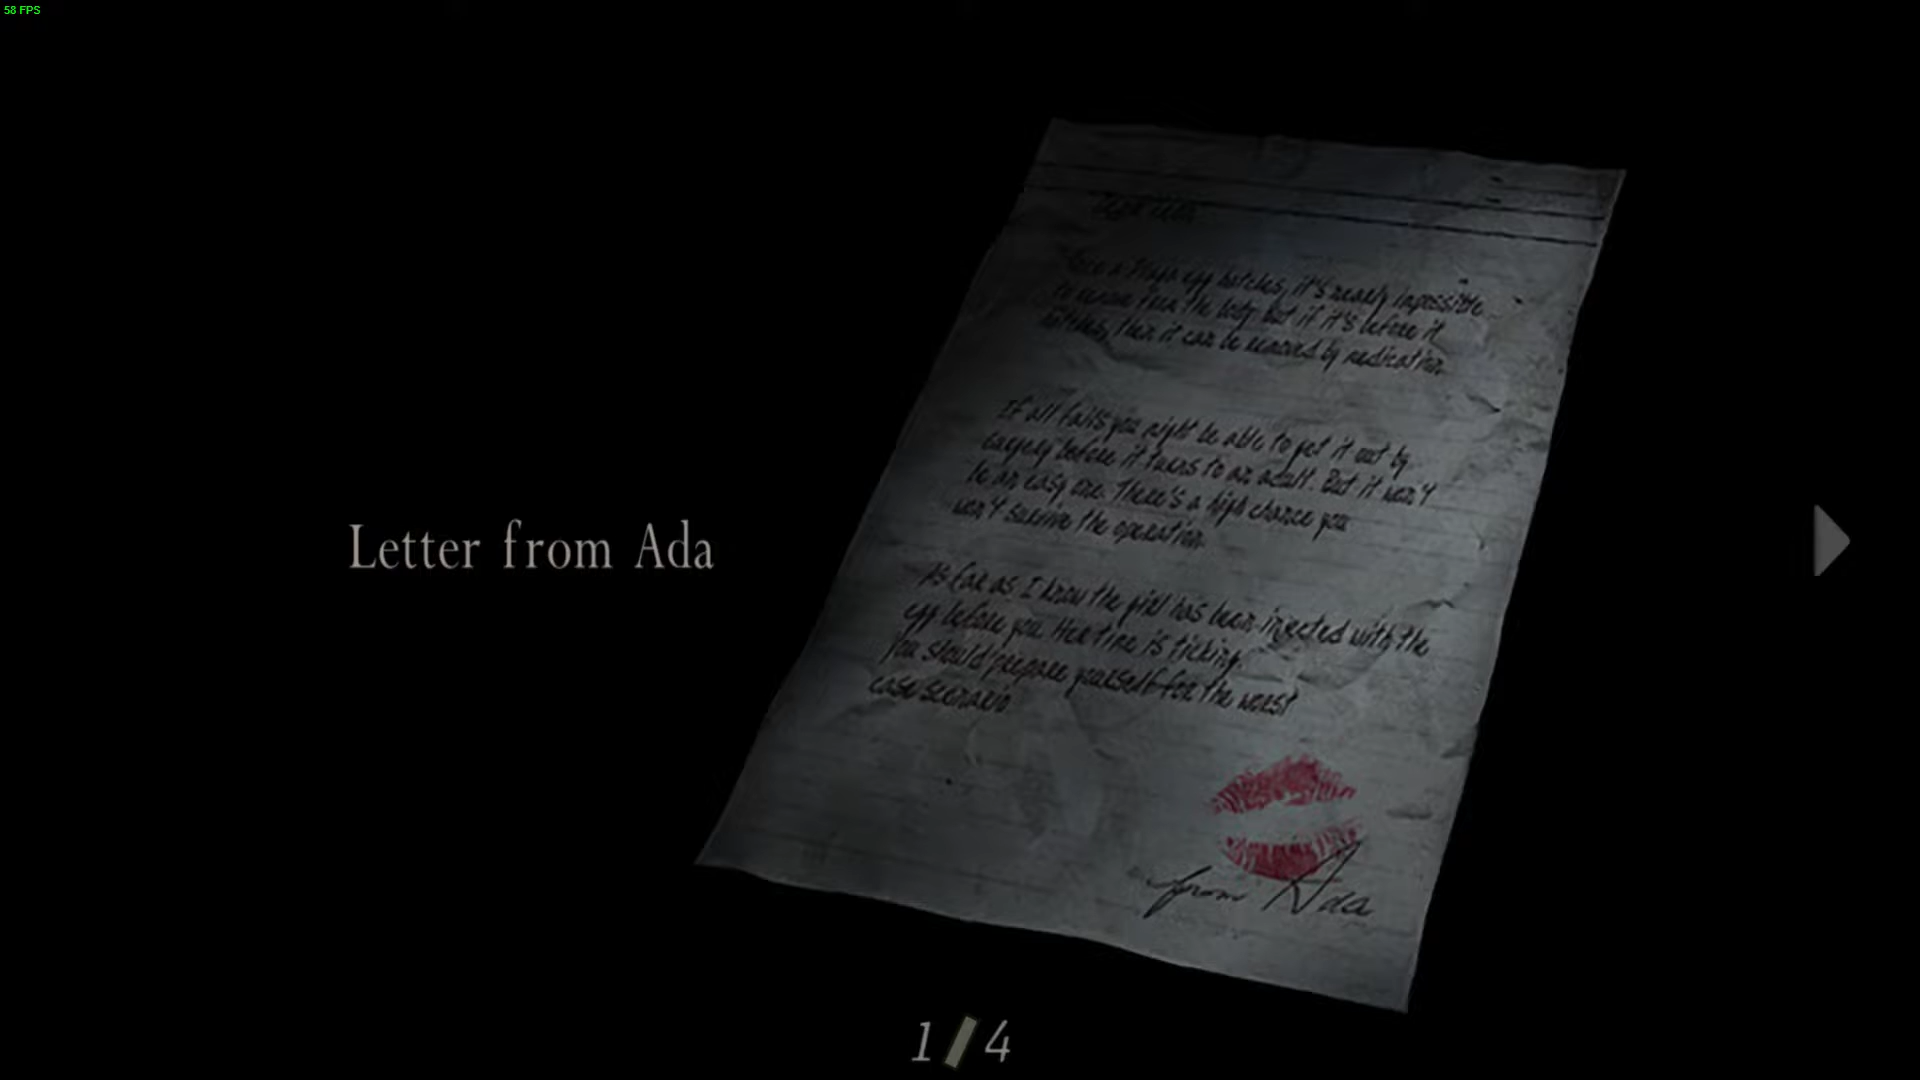 58 FPS
Letter from Ada
Once a Plaga egg hatches, it's nearly impossible
to remove from the body but if it's before it
hatches, then it can be removed by medication.
If all fails you might be able to get it out by
surgery before it turns to an adult. But it won't
be an easy one. There's a high chance you
won't survive the operation.
As far as I know the girl has been injected with the
egg before you. Her time is ticking.
You should prepare yourself for the worst
case scenario
from Ada
1/4